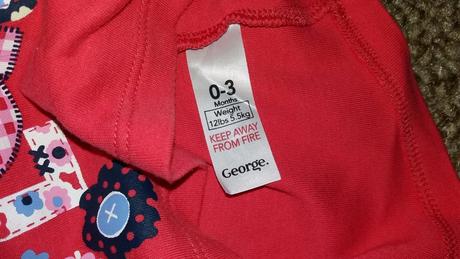 0-3
Months
Weight
12lbs 5.5kg
KEEP AWAY
FROM FIRE
George.